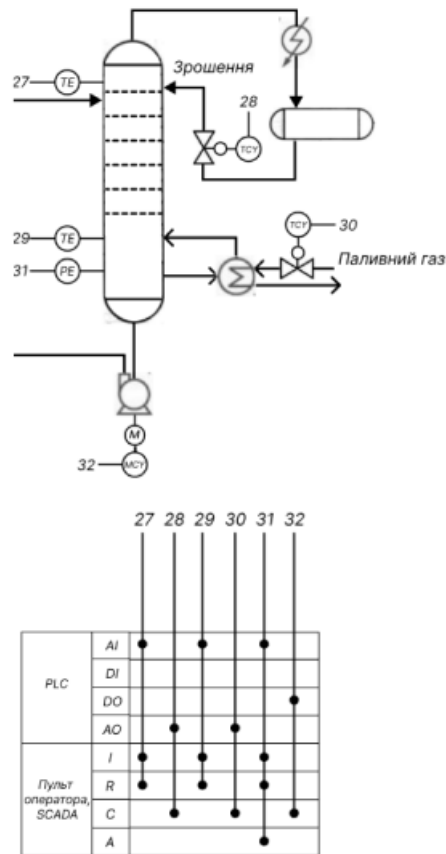 27
TE
Зрошення
28
TCY
29
TE
TCY
30
31
PE
Паливний газ
M
32
MCY
27 28 29 30 31 32
PLC
AI
DI
DO
AO
Пульт
оператора,
SCADA
I
R
C
A